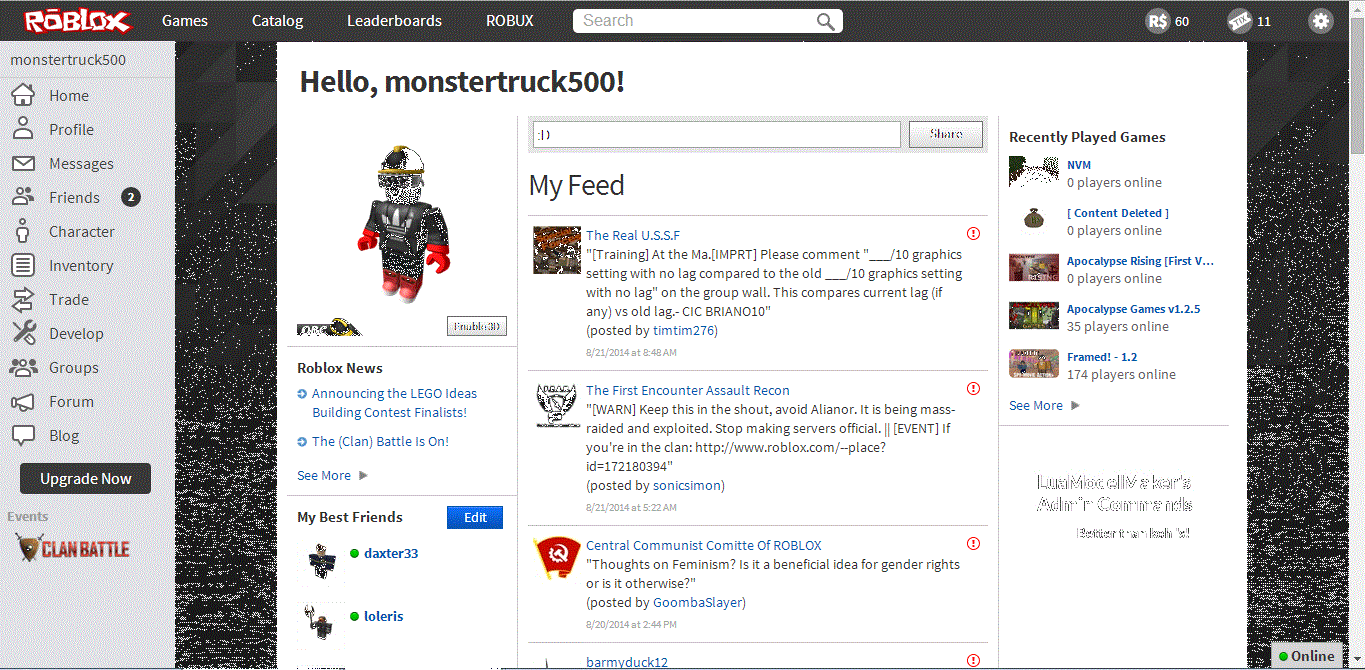 ROBLOX Games Catalog Leaderboards ROBUX Search R$ 60 TIX 11
monstertruck500
Home
Profile
Messages
Friends 2
Character
Inventory
Trade
Develop
Groups
Forum
Blog
Upgrade Now
Events
CLAN BATTLE
Hello, monstertruck500!
OBC
Enable 3D
Roblox News
Announcing the LEGO Ideas
Building Contest Finalists!
The (Clan) Battle Is On!
See More
My Best Friends Edit
daxter33
loleris
:D Share
My Feed
The Real U.S.S.F
"[Training] At the Ma.[IMPRT] Please comment "___/10 graphics
setting with no lag compared to the old ___/10 graphics setting
with no lag" on the group wall. This compares current lag (if
any) vs old lag.- CIC BRIANO10"
(posted by timtim276)
8/21/2014 at 8:48 AM
The First Encounter Assault Recon
"[WARN] Keep this in the shout, avoid Alianor. It is being mass-
raided and exploited. Stop making servers official. || [EVENT] If
you're in the clan: http://www.roblox.com/--place?
id=172180394"
(posted by sonicsimon)
8/21/2014 at 5:22 AM
Central Communist Comitte Of ROBLOX
"Thoughts on Feminism? Is it a beneficial idea for gender rights
or is it otherwise?"
(posted by GoombaSlayer)
8/20/2014 at 2:44 PM
barmyduck12
Recently Played Games
NVM
0 players online
[ Content Deleted ]
0 players online
Apocalypse Rising [First V...
0 players online
Apocalypse Games v1.2.5
35 players online
Framed! - 1.2
174 players online
See More
LuaModelMaker's
Admin Commands
Better than kohl's!
Online